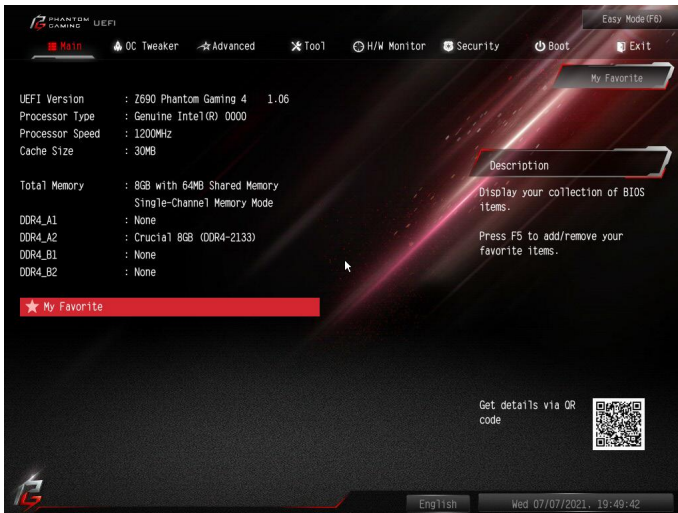 PHANTOM GAMING UEFI
Easy Mode(F6)
Main OC Tweaker Advanced Tool H/W Monitor Security Boot Exit
My Favorite
UEFI Version : Z690 Phantom Gaming 4 1.06
Processor Type : Genuine Intel(R) 0000
Processor Speed : 1200MHz
Cache Size : 30MB
Total Memory : 8GB with 64MB Shared Memory
Single-Channel Memory Mode
DDR4_A1 : None
DDR4_A2 : Crucial 8GB (DDR4-2133)
DDR4_B1 : None
DDR4_B2 : None
My Favorite
Description
Display your collection of BIOS
items.
Press F5 to add/remove your
favorite items.
Get details via QR
code
English
Wed 07/07/2021. 19:49:42